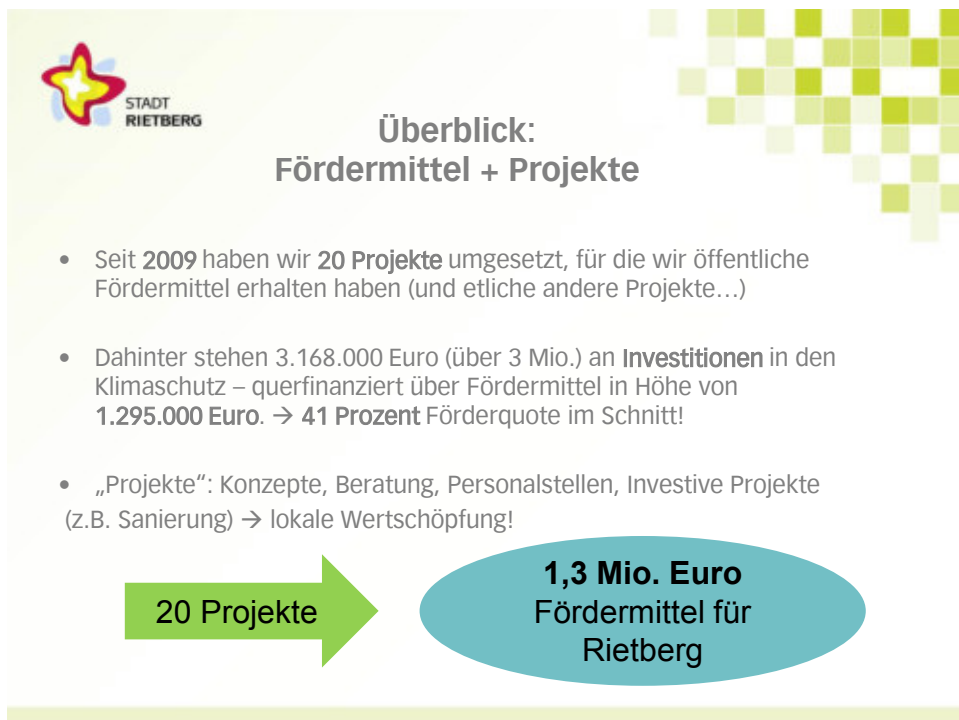 STADT
RIETBERG
Überblick:
Fördermittel + Projekte
• Seit 2009 haben wir 20 Projekte umgesetzt, für die wir öffentliche
Fördermittel erhalten haben (und etliche andere Projekte…)
• Dahinter stehen 3.168.000 Euro (über 3 Mio.) an Investitionen in den
Klimaschutz – querfinanziert über Fördermittel in Höhe von
1.295.000 Euro. → 41 Prozent Förderquote im Schnitt!
• „Projekte“: Konzepte, Beratung, Personalstellen, Investive Projekte
(z.B. Sanierung) → lokale Wertschöpfung!
20 Projekte
1,3 Mio. Euro
Fördermittel für
Rietberg